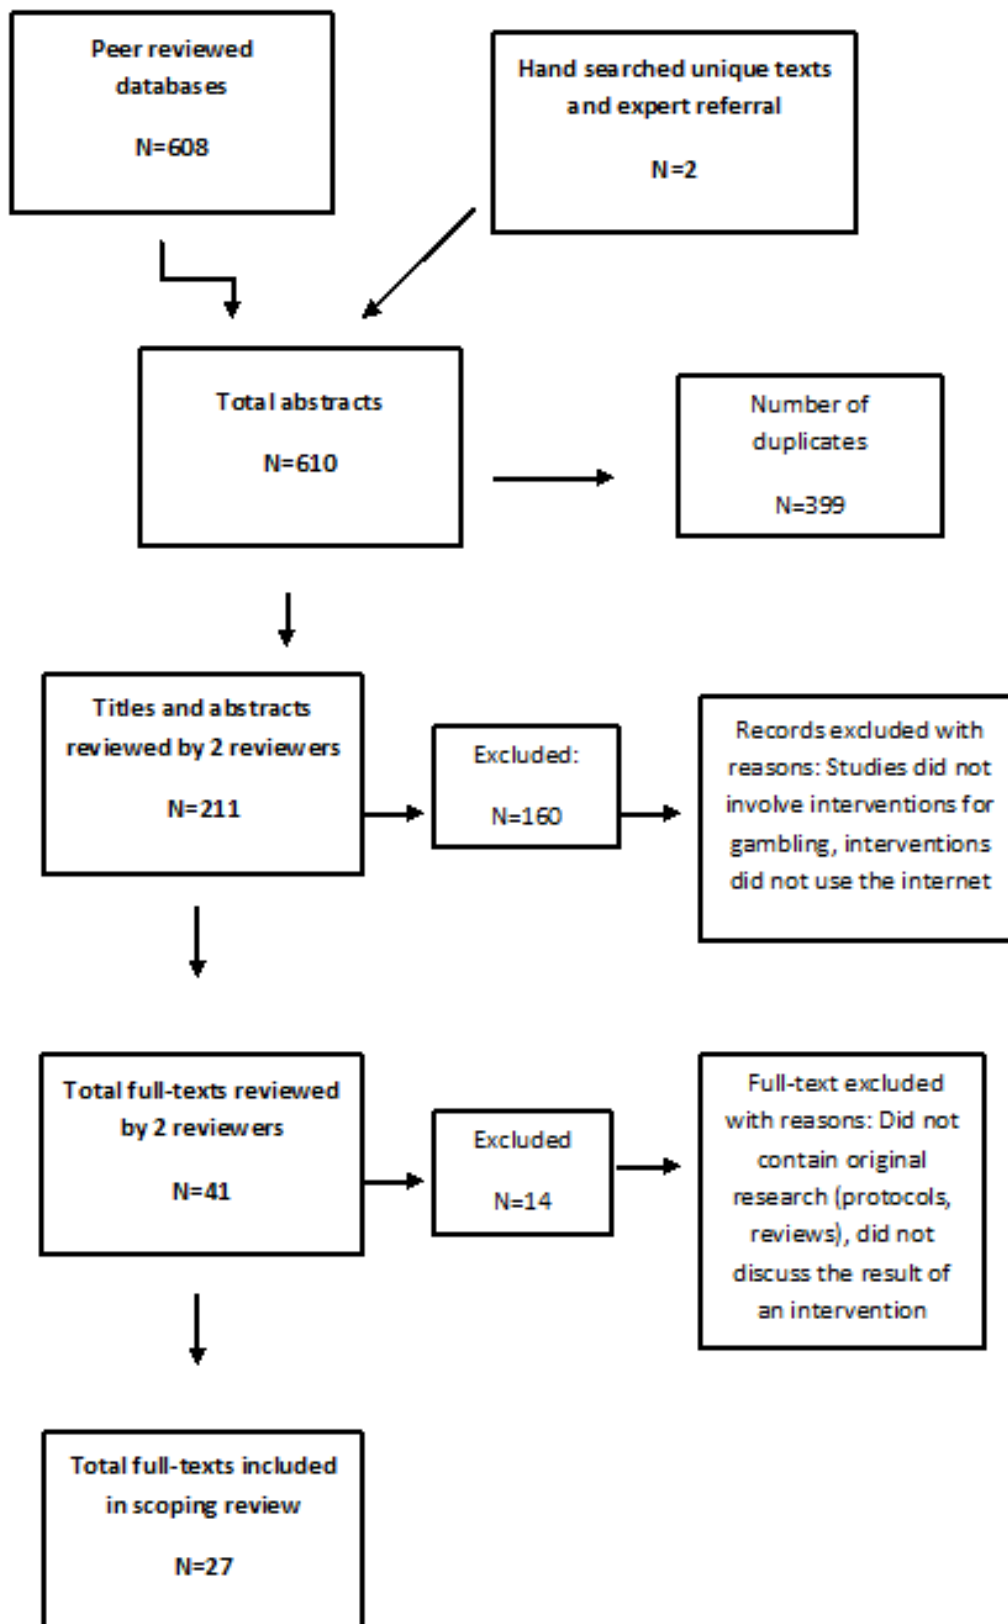 Peer reviewed
databases
N=608
Hand searched unique texts
and expert referral
N=2
Total abstracts
N=610
Number of
duplicates
N=399
Titles and abstracts
reviewed by 2 reviewers
N=211
Excluded:
N=160
Records excluded with
reasons: Studies did not
involve interventions for
gambling, interventions
did not use the internet
Total full-texts reviewed
by 2 reviewers
N=41
Excluded
N=14
Full-text excluded
with reasons: Did not
contain original
research (protocols,
reviews), did not
discuss the result of
an intervention
Total full-texts included
in scoping review
N=27